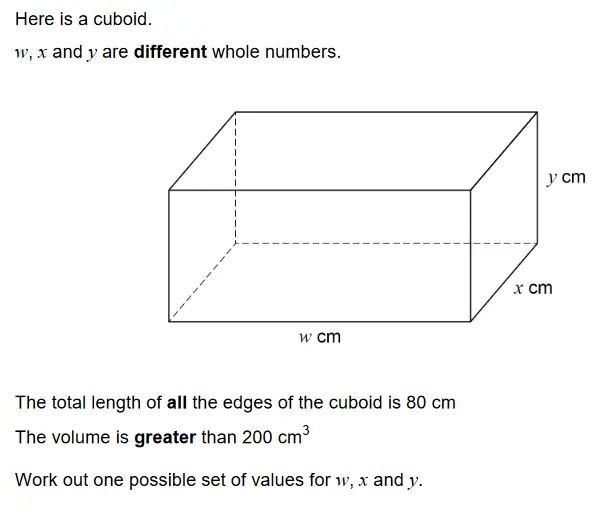 Here is a cuboid.
w, x and y are different whole numbers.
y cm
x cm
w cm
The total length of all the edges of the cuboid is 80 cm
The volume is greater than 200 cm³
Work out one possible set of values for w, x and y.